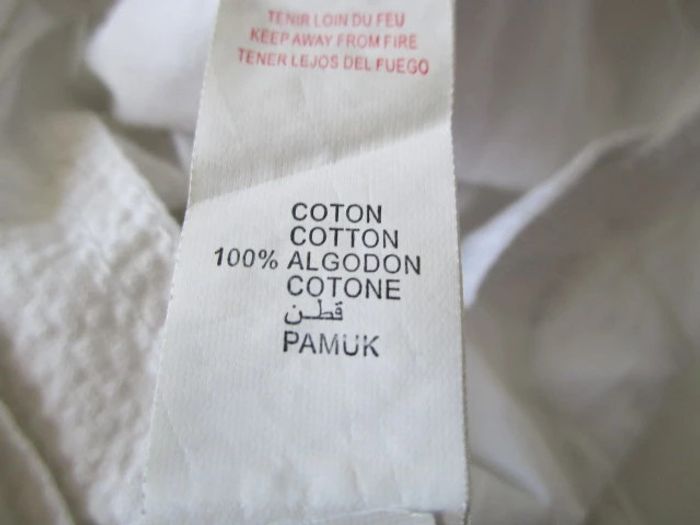 TENIR LOIN DU FEU
KEEP AWAY FROM FIRE
TENER LEJOS DEL FUEGO
COTON
COTTON
100% ALGODON
COTONE
قطن
PAMUK